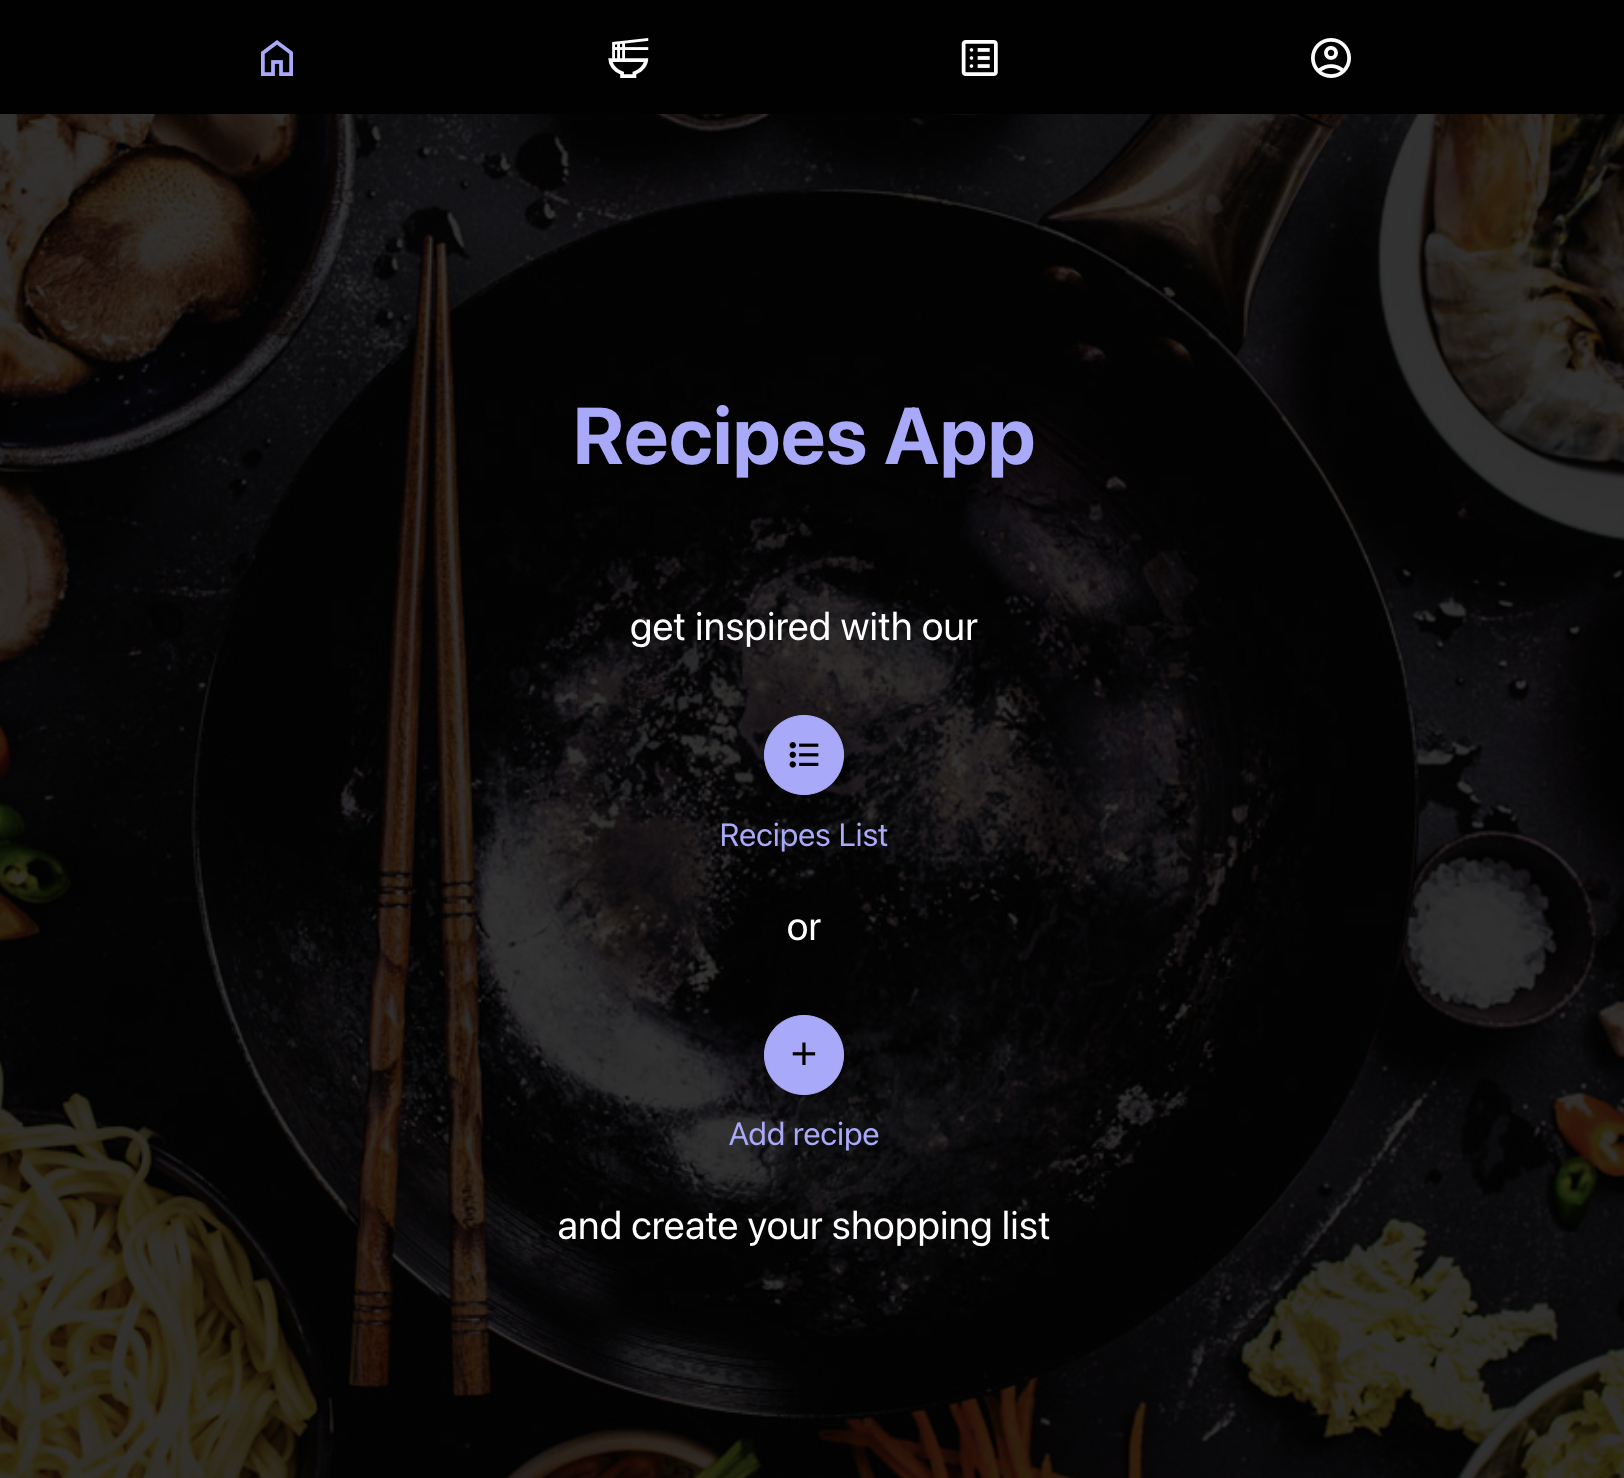 Recipes App
get inspired with our
Recipes List
or
Add recipe
and create your shopping list